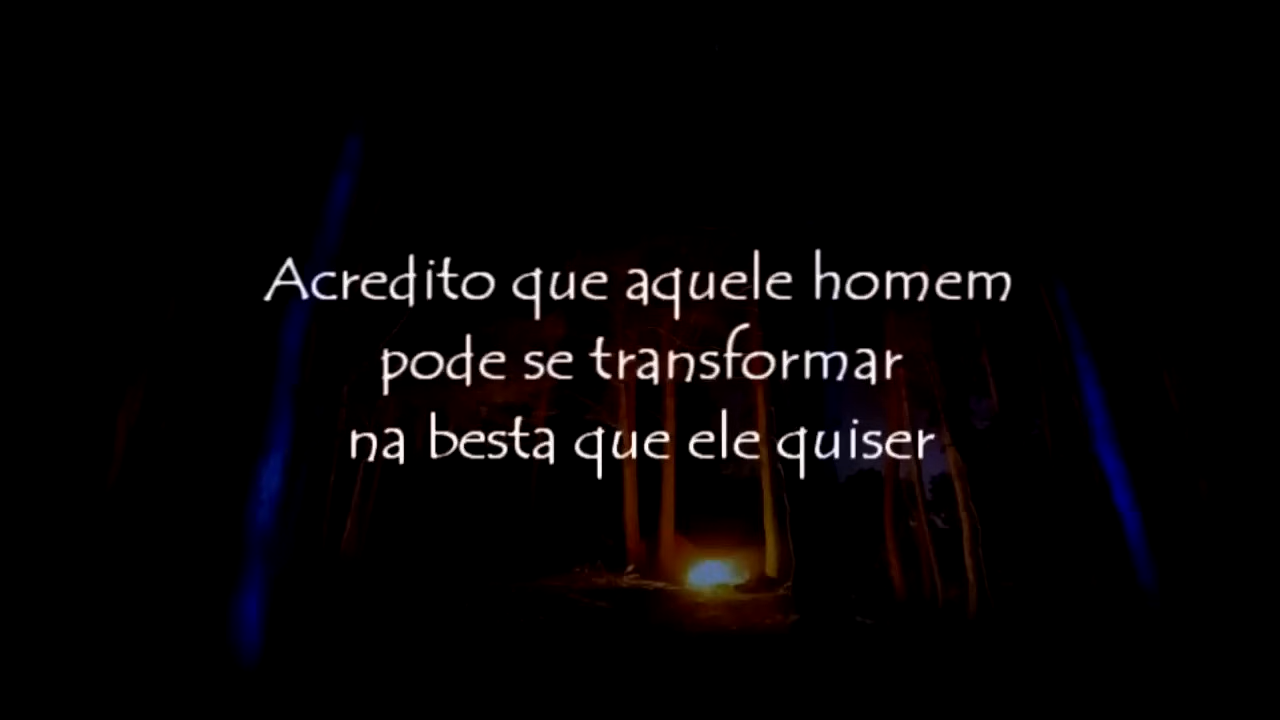 Acredito que aquele homem
pode se transformar
na besta que ele quiser